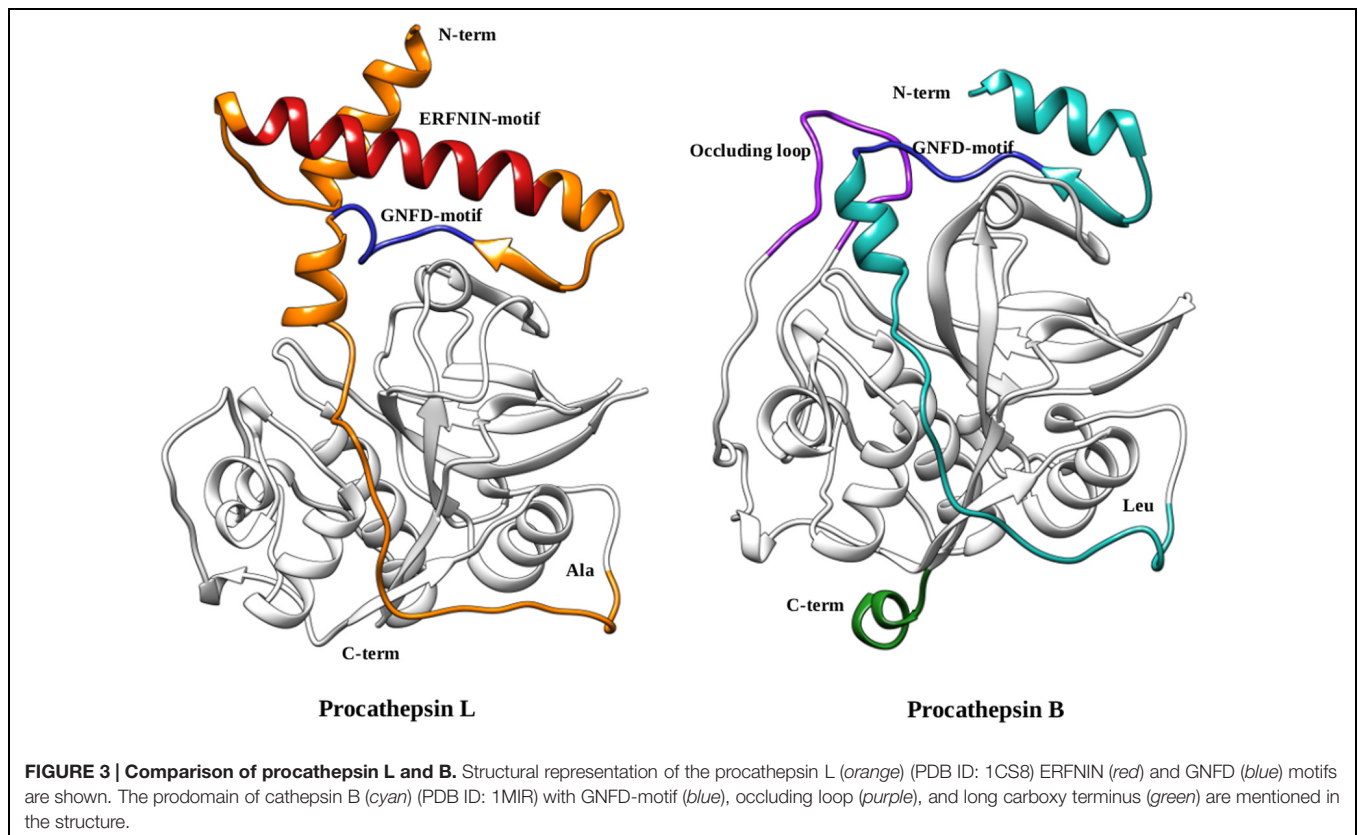 N-term
ERFNIN-motif
GNFD-motif
Ala
C-term
Procathepsin L
N-term
Occluding loop
GNFD-motif
Leu
C-term
Procathepsin B
FIGURE 3 | Comparison of procathepsin L and B. Structural representation of the procathepsin L (orange) (PDB ID: 1CS8) ERFNIN (red) and GNFD (blue) motifs
are shown. The prodomain of cathepsin B (cyan) (PDB ID: 1MIR) with GNFD-motif (blue), occluding loop (purple), and long carboxy terminus (green) are mentioned in
the structure.